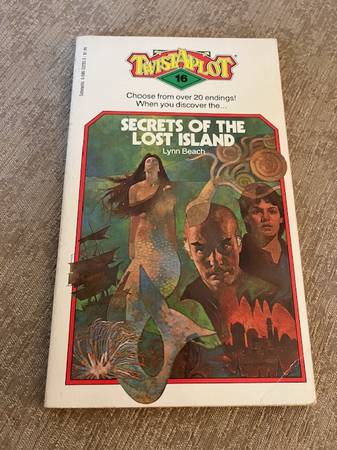 TWISTAPLOT
16
Choose from over 20 endings!
When you discover the...
SECRETS OF THE
LOST ISLAND
Lynn Beach